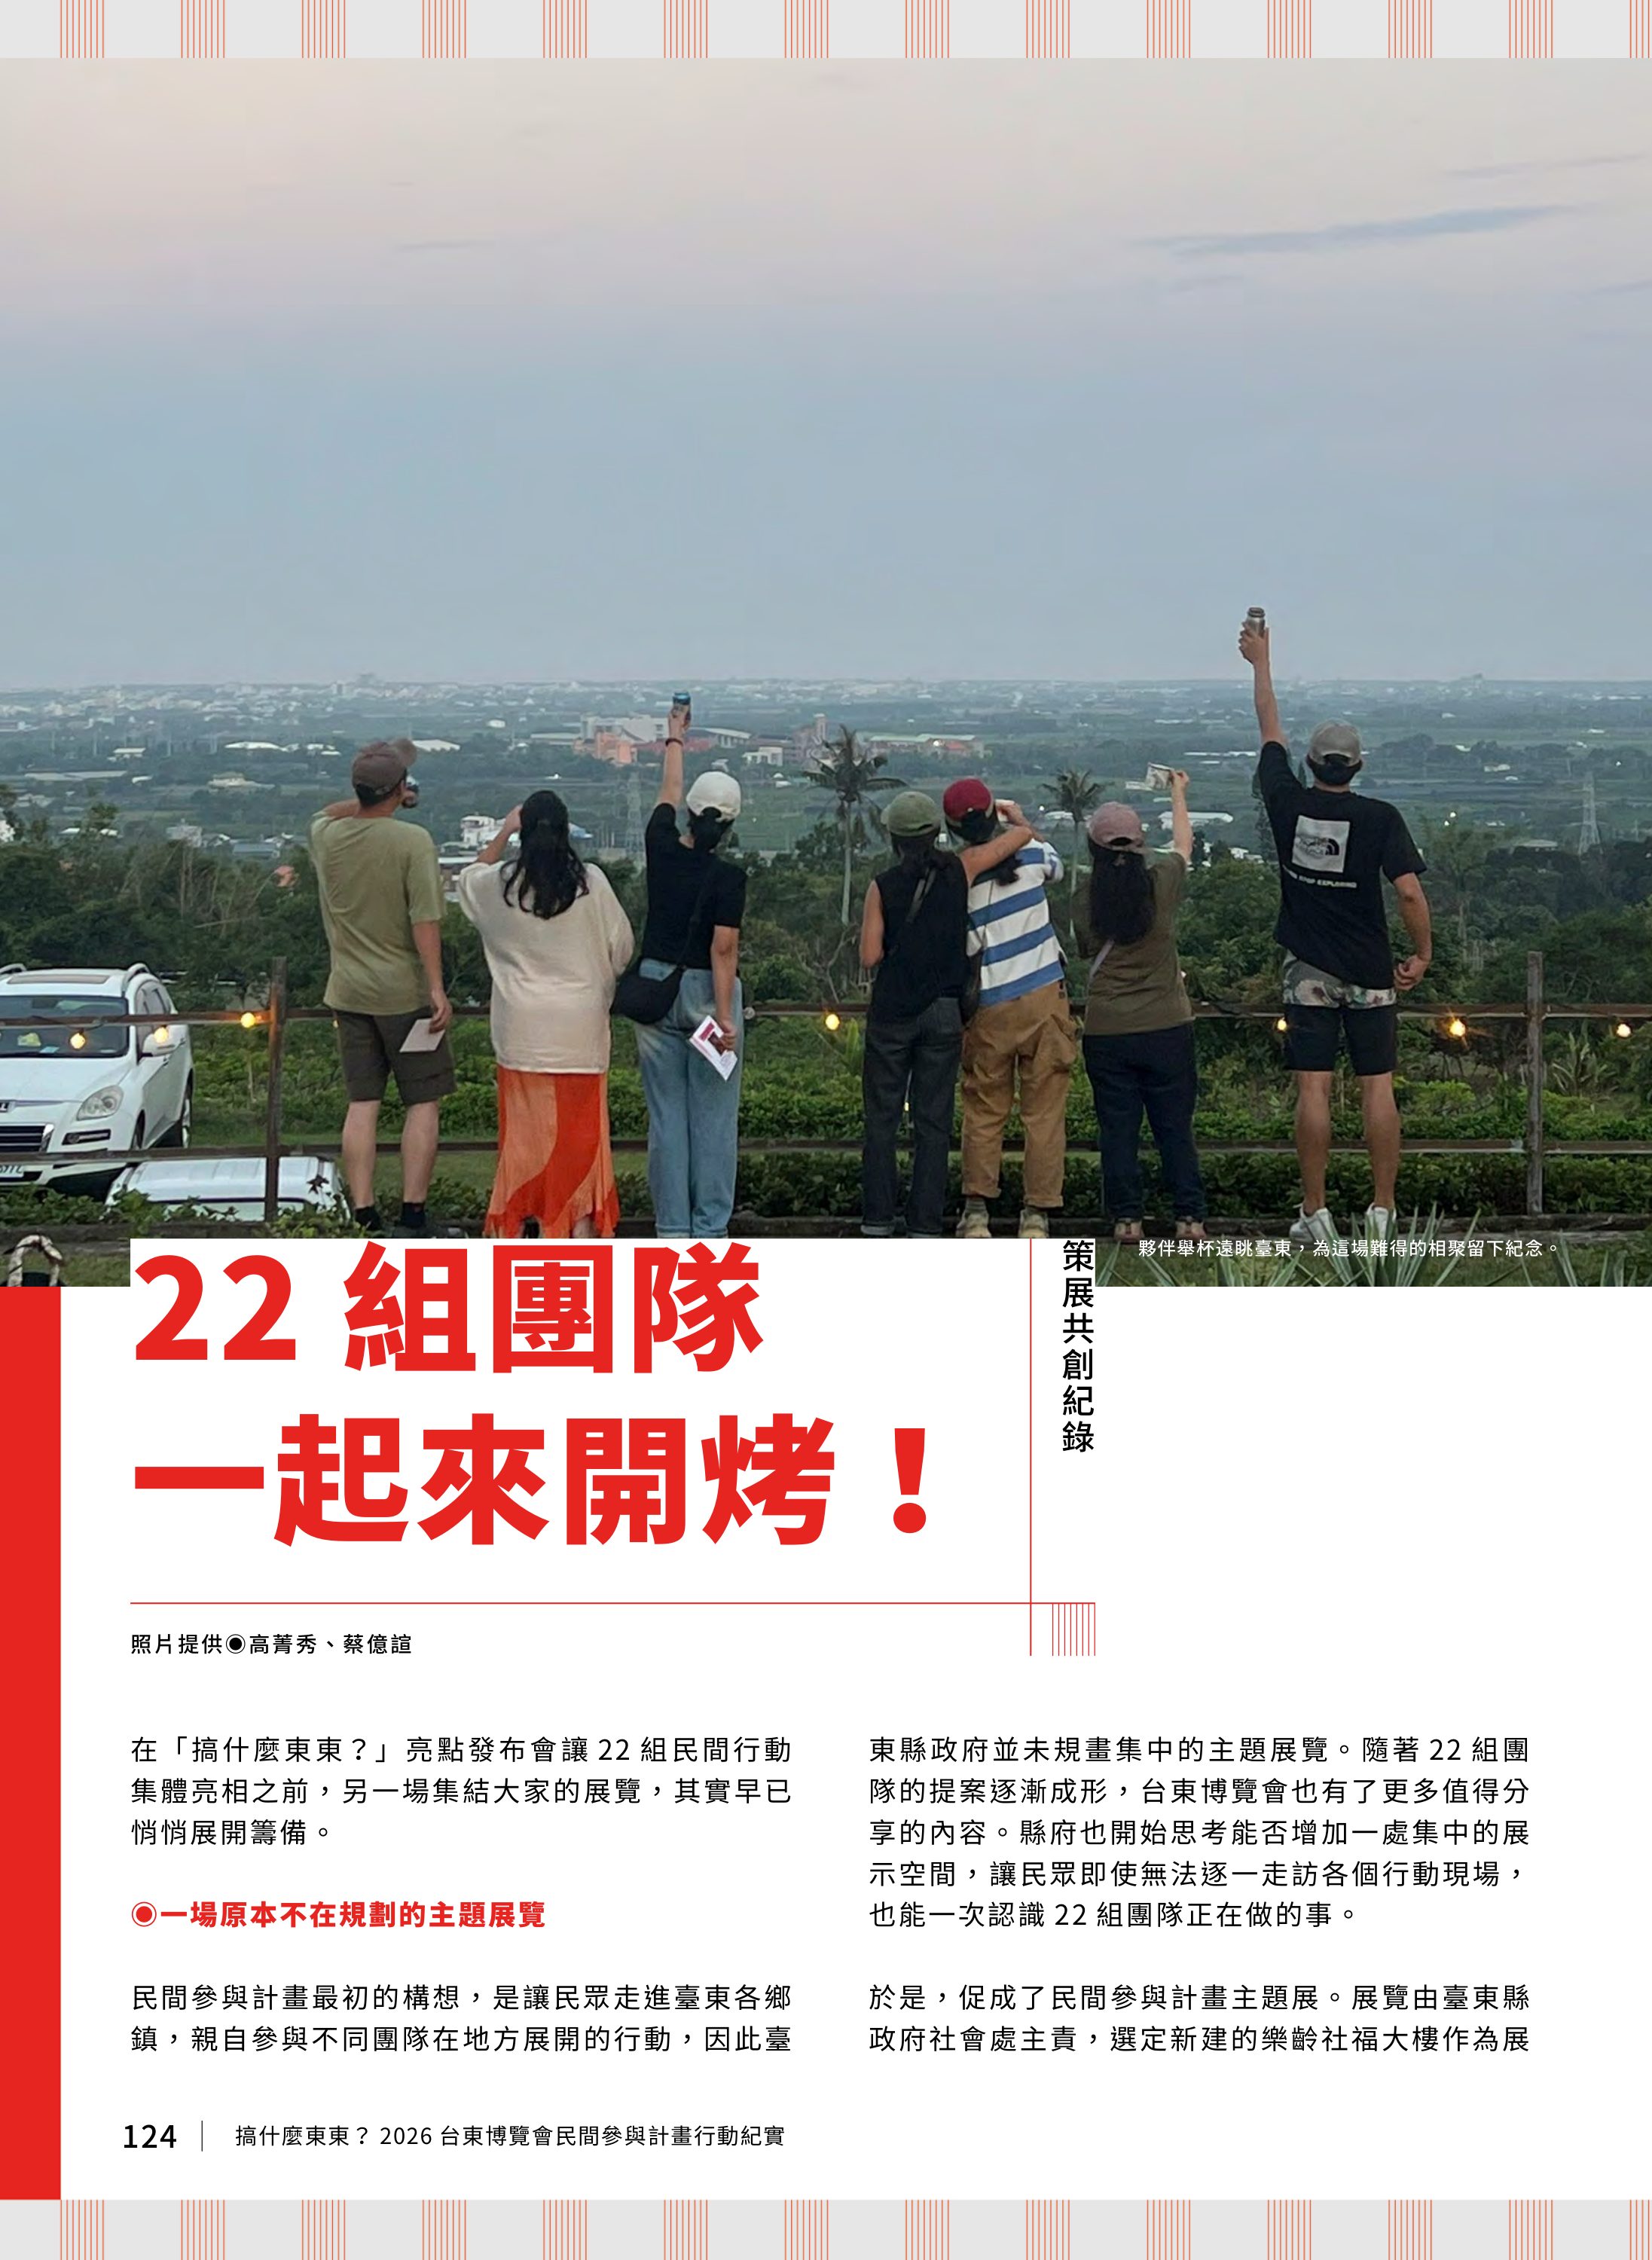 夥伴舉杯遠眺臺東，為這場難得的相聚留下紀念。
22 組團隊
一起來開烤！
策展共創紀錄
照片提供◉高菁秀、蔡億諠
在「搞什麼東東？」亮點發布會讓 22 組民間行動
集體亮相之前，另一場集結大家的展覽，其實早已
悄悄展開籌備。
◉一場原本不在規劃的主題展覽
民間參與計畫最初的構想，是讓民眾走進臺東各鄉
鎮，親自參與不同團隊在地方展開的行動，因此臺
東縣政府並未規畫集中的主題展覽。隨著 22 組團
隊的提案逐漸成形，台東博覽會也有了更多值得分
享的內容。縣府也開始思考能否增加一處集中的展
示空間，讓民眾即使無法逐一走訪各個行動現場，
也能一次認識 22 組團隊正在做的事。
於是，促成了民間參與計畫主題展。展覽由臺東縣
政府社會處主責，選定新建的樂齡社福大樓作為展
124 搞什麼東東？ 2026 台東博覽會民間參與計畫行動紀實